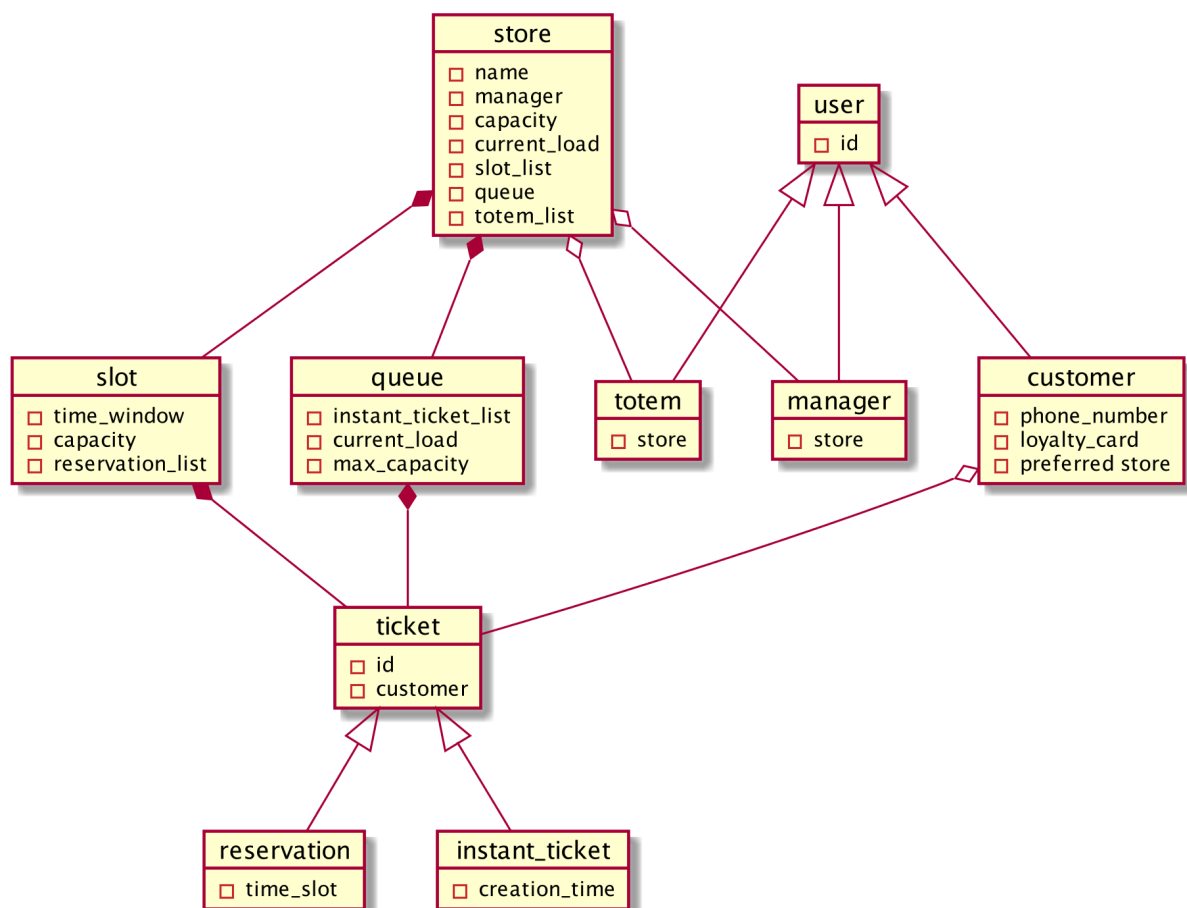 store
name
manager
capacity
current_load
slot_list
queue
totem_list
user
id
slot
time_window
capacity
reservation_list
queue
instant_ticket_list
current_load
max_capacity
totem
store
manager
store
customer
phone_number
loyalty_card
preferred store
ticket
id
customer
reservation
time_slot
instant_ticket
creation_time